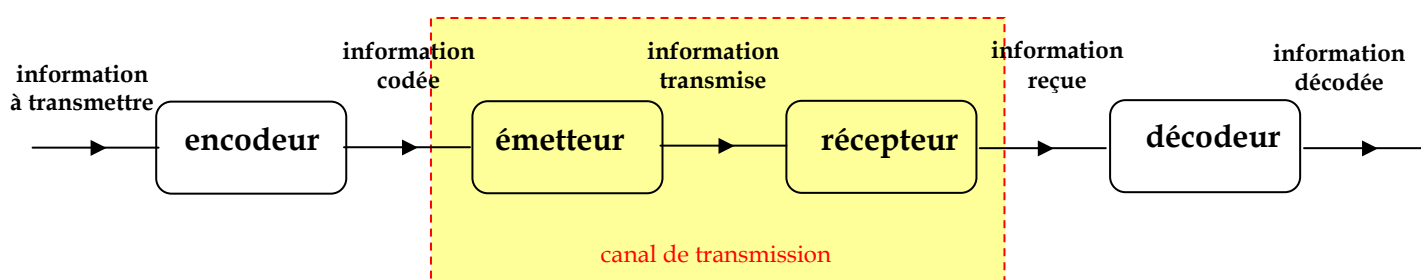 information
à transmettre
encodeur
information
codée
émetteur
information
transmise
récepteur
information
reçue
décodeur
information
décodée
canal de transmission